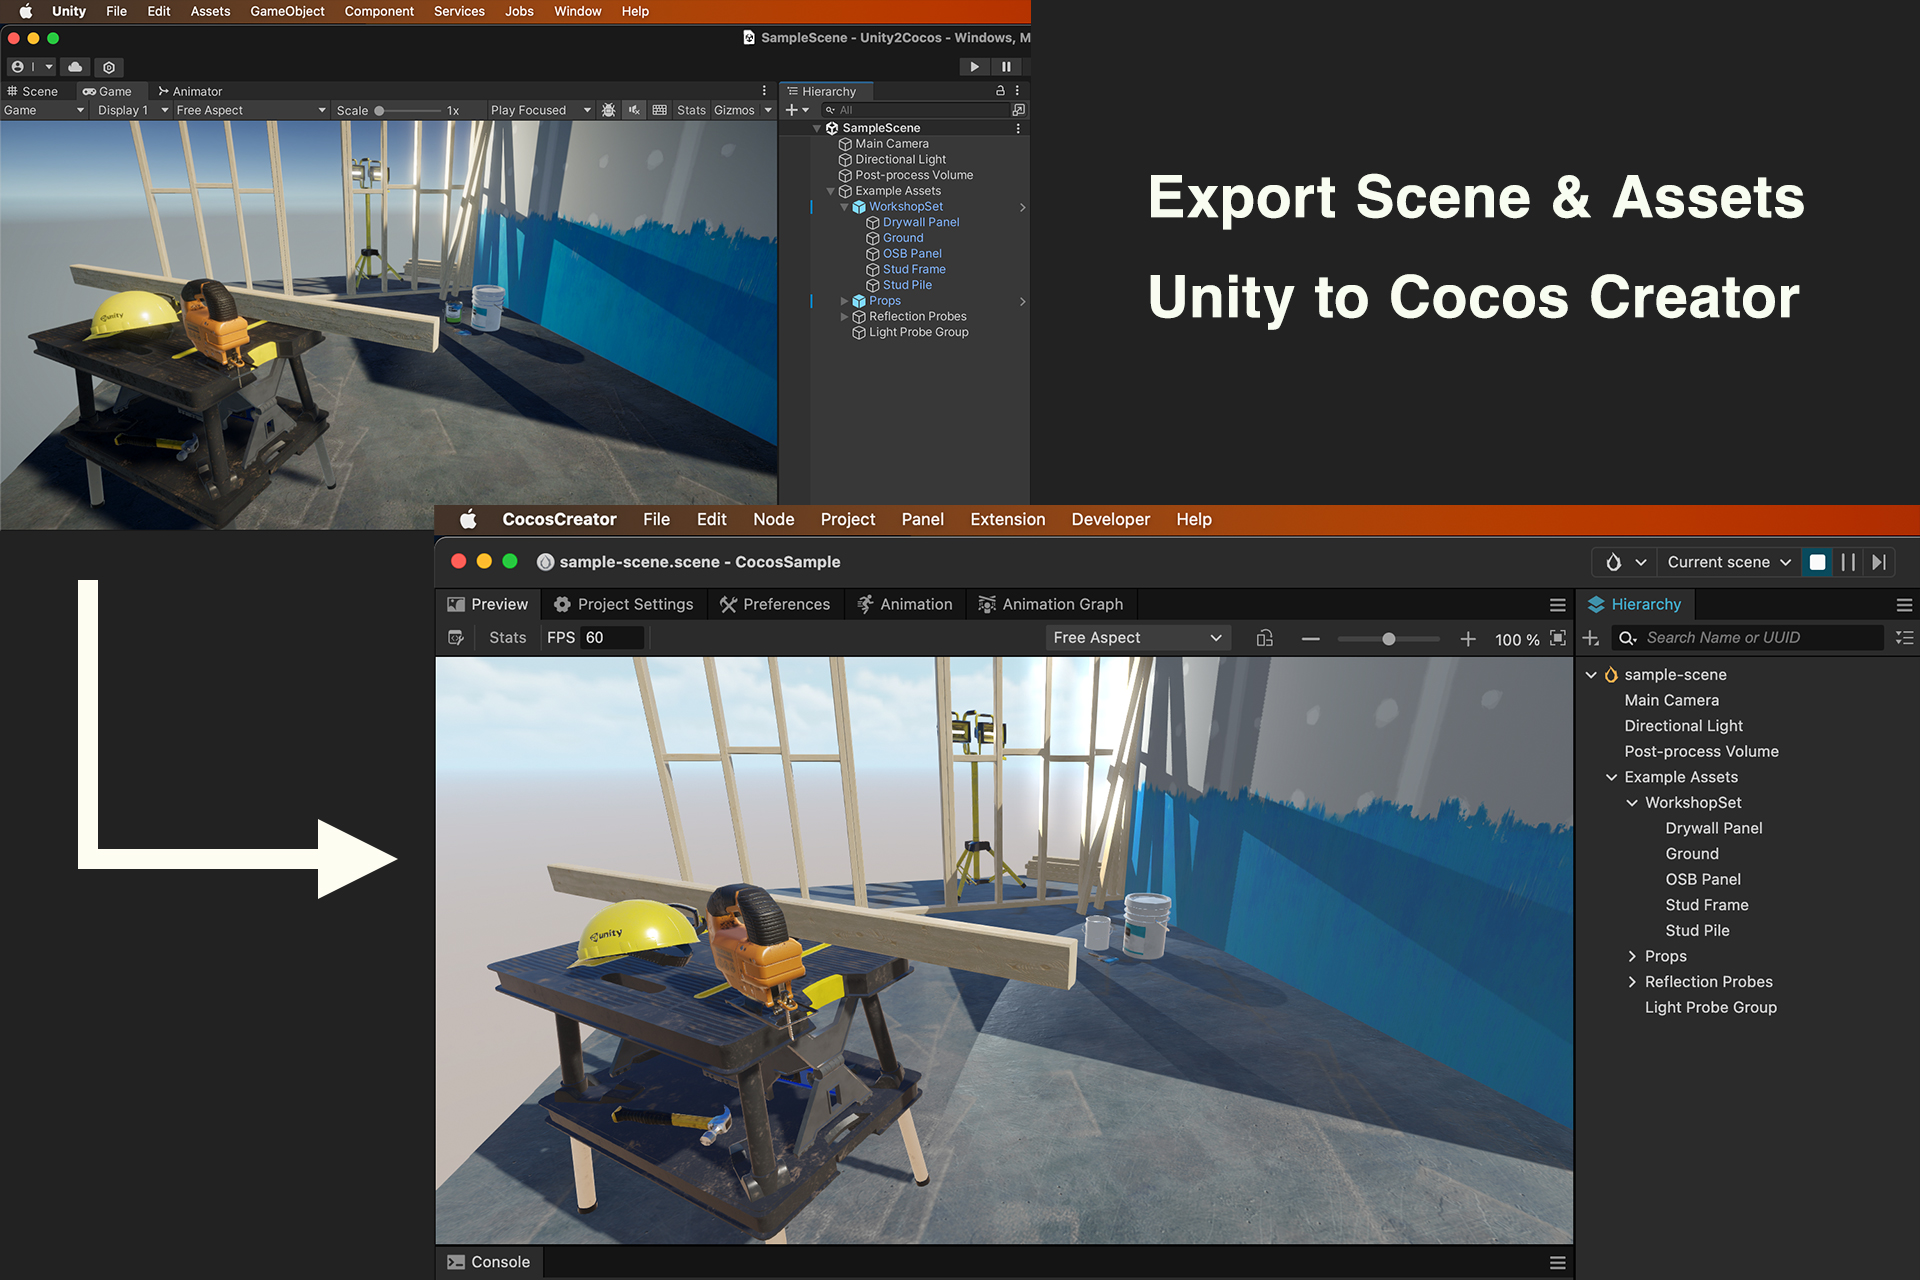 Unity File Edit Assets GameObject Component Services Jobs Window Help
SampleScene - Unity2Cocos - Windows, M
Scene Game Animator
Game Display 1 Free Aspect Scale 1x Play Focused Stats Gizmos
Hierarchy
All
SampleScene
Main Camera
Directional Light
Post-process Volume
Example Assets
WorkshopSet
Drywall Panel
Ground
OSB Panel
Stud Frame
Stud Pile
Props
Reflection Probes
Light Probe Group
unity
Export Scene & Assets
Unity to Cocos Creator
CocosCreator File Edit Node Project Panel Extension Developer Help
sample-scene.scene - CocosSample
Current scene
Preview Project Settings Preferences Animation Animation Graph
Stats FPS 60 Free Aspect 100 %
Hierarchy
Search Name or UUID
sample-scene
Main Camera
Directional Light
Post-process Volume
Example Assets
WorkshopSet
Drywall Panel
Ground
OSB Panel
Stud Frame
Stud Pile
Props
Reflection Probes
Light Probe Group
unity
Console